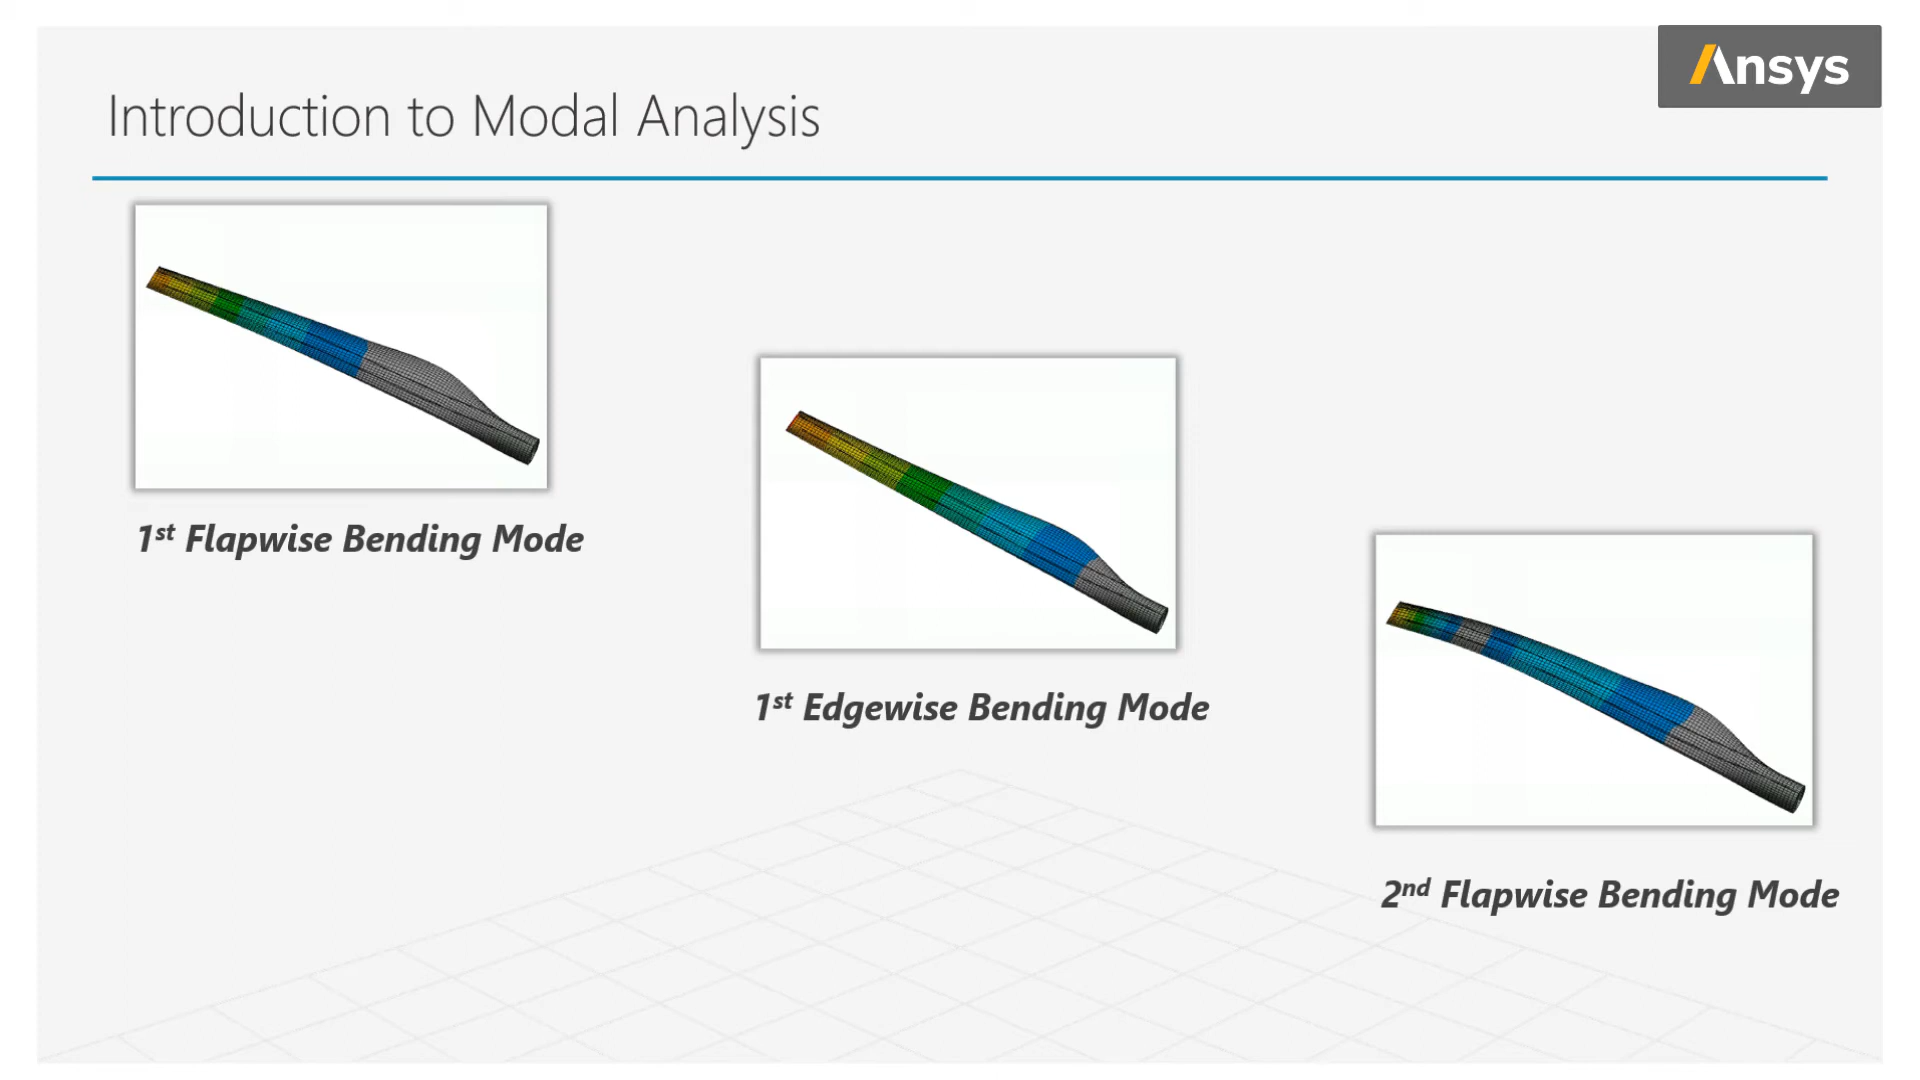 Ansys
Introduction to Modal Analysis
1st Flapwise Bending Mode
1st Edgewise Bending Mode
2nd Flapwise Bending Mode